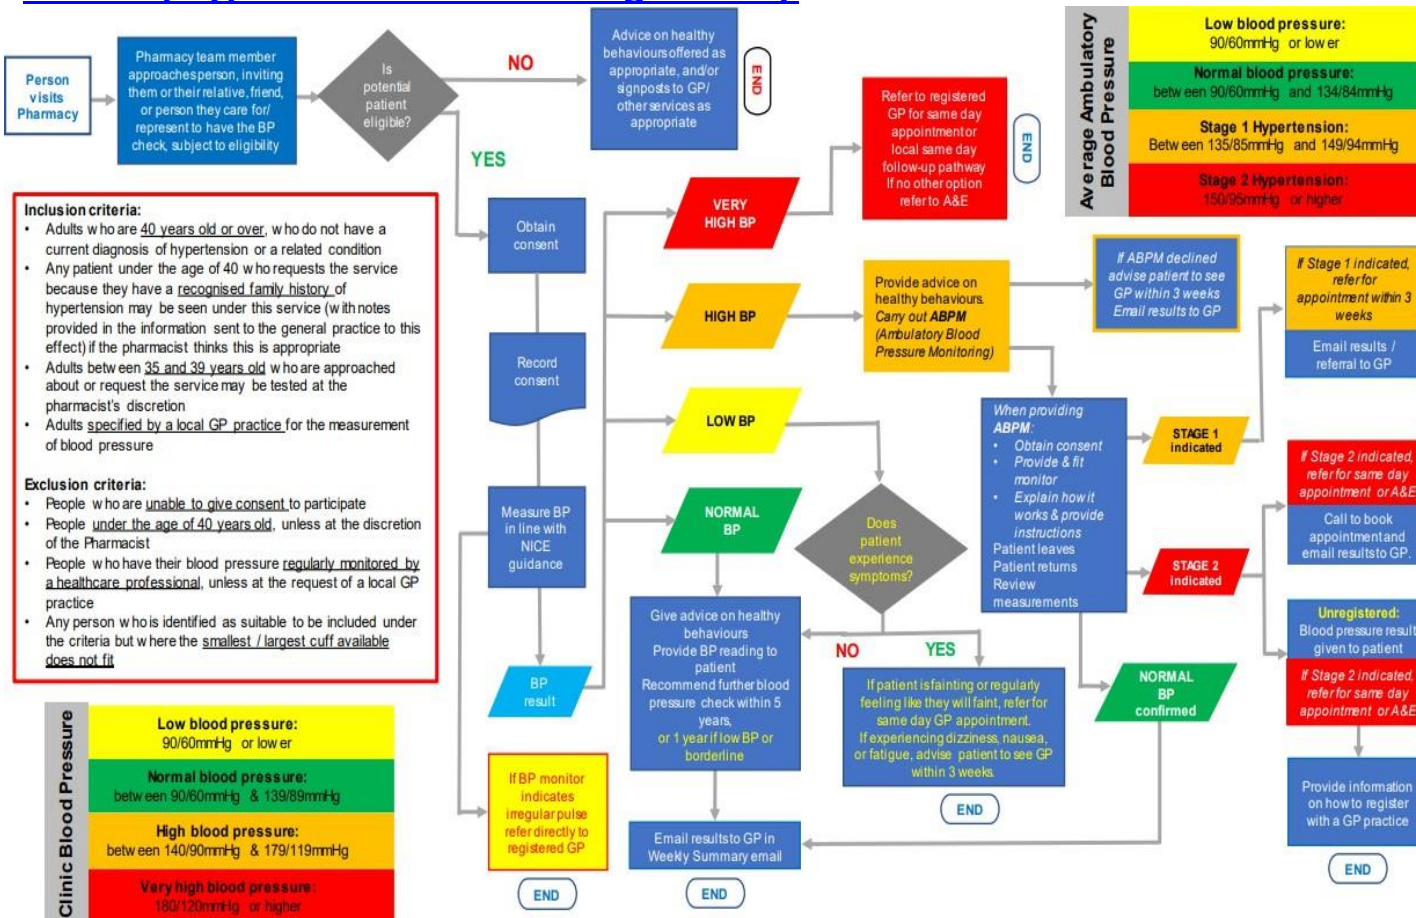 Person
visits
Pharmacy
Pharmacy team member
approachesperson, inviting
them or their relative, friend,
or person they care for/
represent to have the BP
check, subject to eligibility
Is
potential
patient
eligible?
NO
Advice on healthy
behavioursoffered as
appropriate, and/or
signposts to GP/
other services as
appropriate
END
YES
Refer to registered
GP for same day
appointment or
local same day
follow-up pathway
If no other option
refer to A&E
END
Average Ambulatory
Blood Pressure
Low blood pressure:
90/60mmHg or lower
Normal blood pressure:
between 90/60mmHg and 134/84mmHg
Stage 1 Hypertension:
Between 135/85mmHg and 149/94mmHg
Stage 2 Hypertension:
150/95mmHg or higher
Inclusion criteria:
• Adults who are 40 years old or over, who do not have a
current diagnosis of hypertension or a related condition
• Any patient under the age of 40 who requests the service
because they have a recognised family history of
hypertension may be seen under this service (with notes
provided in the information sent to the general practice to this
effect) if the pharmacist thinks this is appropriate
• Adults between 35 and 39 years old who are approached
about or request the service may be tested at the
pharmacist's discretion
• Adults specified by a local GP practice for the measurement
of blood pressure
Exclusion criteria:
• People who are unable to give consent to participate
• People under the age of 40 years old, unless at the discretion
of the Pharmacist
• People who have their blood pressure regularly monitored by
a healthcare professional, unless at the request of a local GP
practice
• Any person who is identified as suitable to be included under
the criteria but where the smallest / largest cuff available
does not fit
Obtain
consent
Record
consent
Measure BP
in line with
NICE
guidance
BP
result
If BP monitor
indicates
irregular pulse
refer directly to
registered GP
END
VERY
HIGH BP
HIGH BP
LOW BP
NORMAL
BP
Provide advice on
healthy behaviours.
Carry out ABPM
(Ambulatory Blood
Pressure Monitoring)
If ABPM declined
advise patient to see
GP within 3 weeks
Email results to GP
Does
patient
experience
symptoms?
NO
YES
Give advice on healthy
behaviours
Provide BP reading to
patient
Recommend further blood
pressure check within 5
years,
or 1 year if low BP or
borderline
Email results to GP in
Weekly Summary email
END
If patient is fainting or regularly
feeling like they will faint, refer for
same day GP appointment.
If experiencing dizziness, nausea,
or fatigue, advise patient to see GP
within 3 weeks.
END
When providing
ABPM:
• Obtain consent
• Provide & fit
monitor
• Explain how it
works & provide
instructions
Patient leaves
Patient returns
Review
measurements
STAGE 1
indicated
STAGE 2
indicated
NORMAL
BP
confirmed
If Stage 1 indicated,
refer for
appointment within 3
weeks
Email results /
referral to GP
If Stage 2 indicated,
refer for same day
appointment or A&E
Call to book
appointment and
email results to GP.
Unregistered:
Blood pressure result
given to patient
If Stage 2 indicated,
refer for same day
appointment or A&E
Provide information
on how to register
with a GP practice
END
Clinic Blood Pressure
Low blood pressure:
90/60mmHg or lower
Normal blood pressure:
between 90/60mmHg & 139/89mmHg
High blood pressure:
between 140/90mmHg & 179/119mmHg
Very high blood pressure:
180/120mmHg or higher